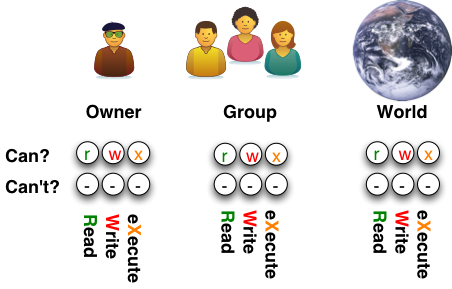 Owner Group World
Can? r w x r w x r w x
Can't? - - - - - - - - -
Read Write eXecute Read Write eXecute Read Write eXecute